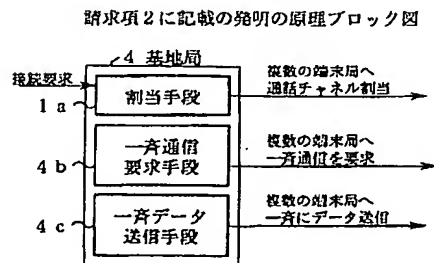 請求項２に記載の発明の原理ブロック図
4 基地局
接続要求
1 a
割当手段
複数の端末局へ
通話チャネル割当
4 b
一斉通信
要求手段
複数の端末局へ
一斉通信を要求
4 c
一斉データ
送信手段
複数の端末局へ
一斉にデータ送信